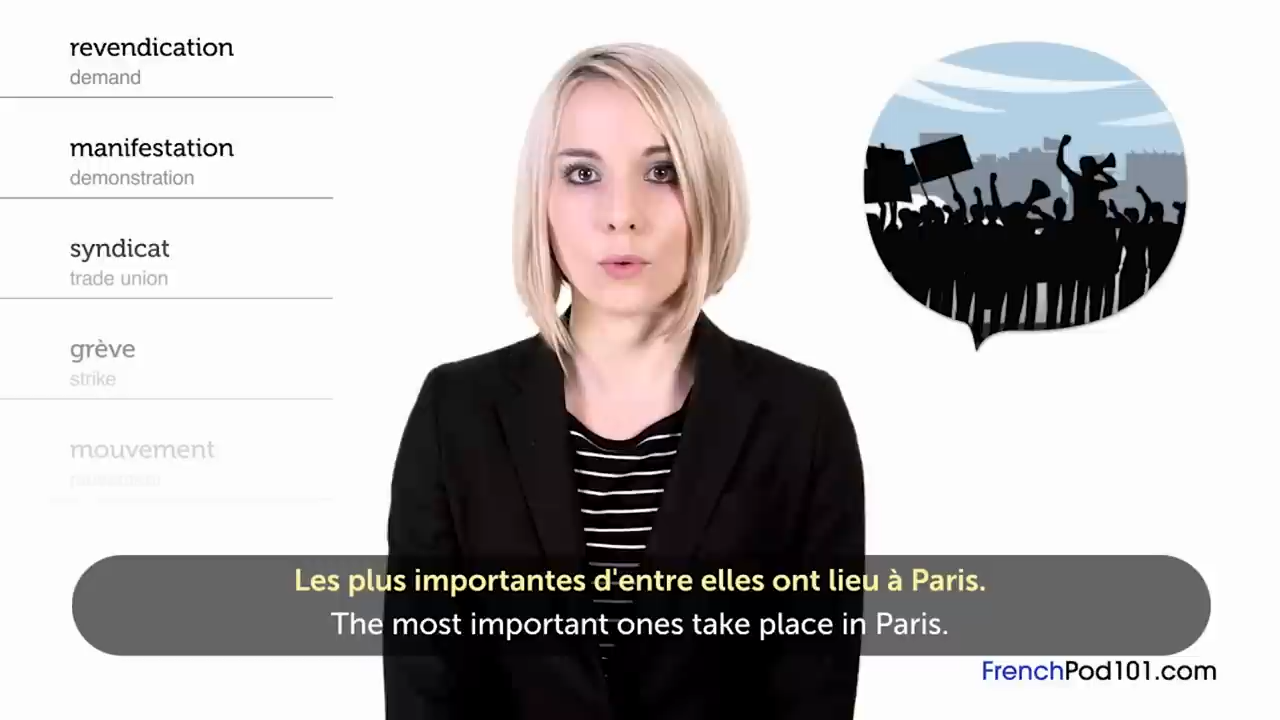 revendication
demand
manifestation
demonstration
syndicat
trade union
grève
strike
mouvement
Les plus importantes d'entre elles ont lieu à Paris.
The most important ones take place in Paris.
FrenchPod101.com